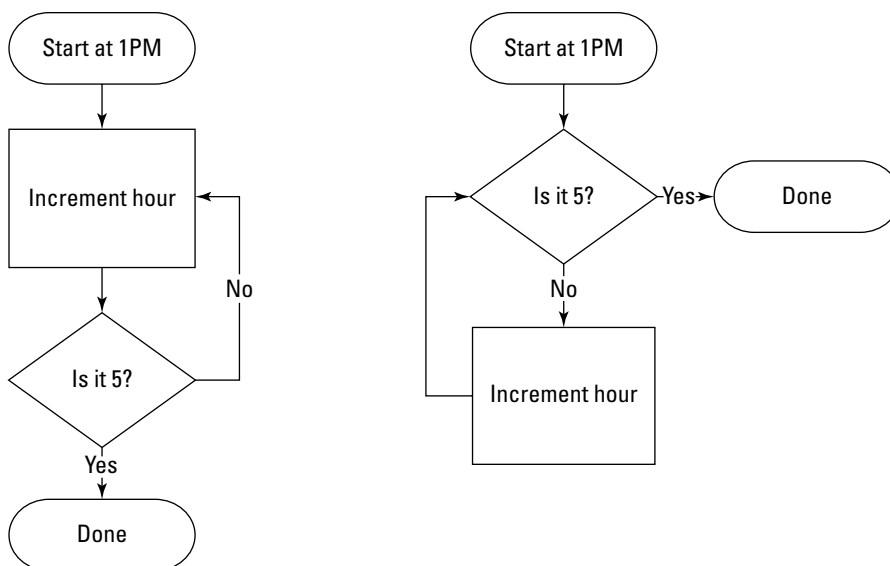 Start at 1PM
Increment hour
No
Is it 5?
Yes
Done
Start at 1PM
Is it 5?
Yes
Done
No
Increment hour